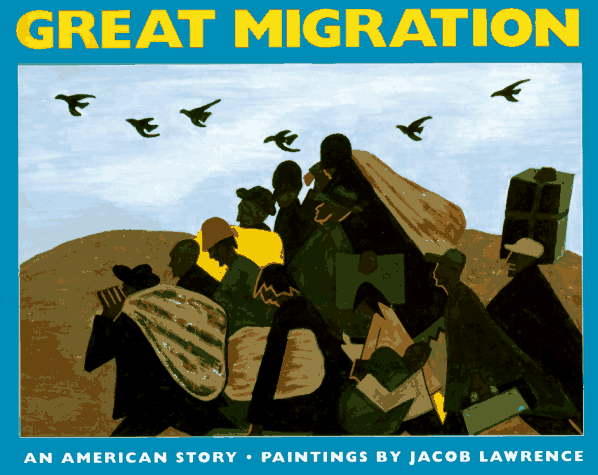 GREAT MIGRATION
AN AMERICAN STORY • PAINTINGS BY JACOB LAWRENCE